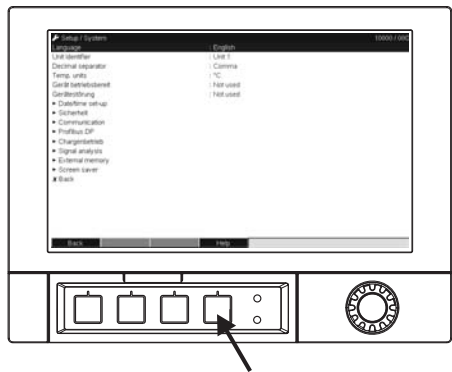 Setup / System 10000 / 000
Language : English
Unit identifier : Unit 1
Decimal separator : Comma
Temp. units : °C
Gerät betriebsbereit : Not used
Gerätestörung : Not used
Date/time set-up
Sicherheit
Communication
Profibus DP
Chargenbetrieb
Signal analysis
External memory
Screen saver
x Back
Back Help